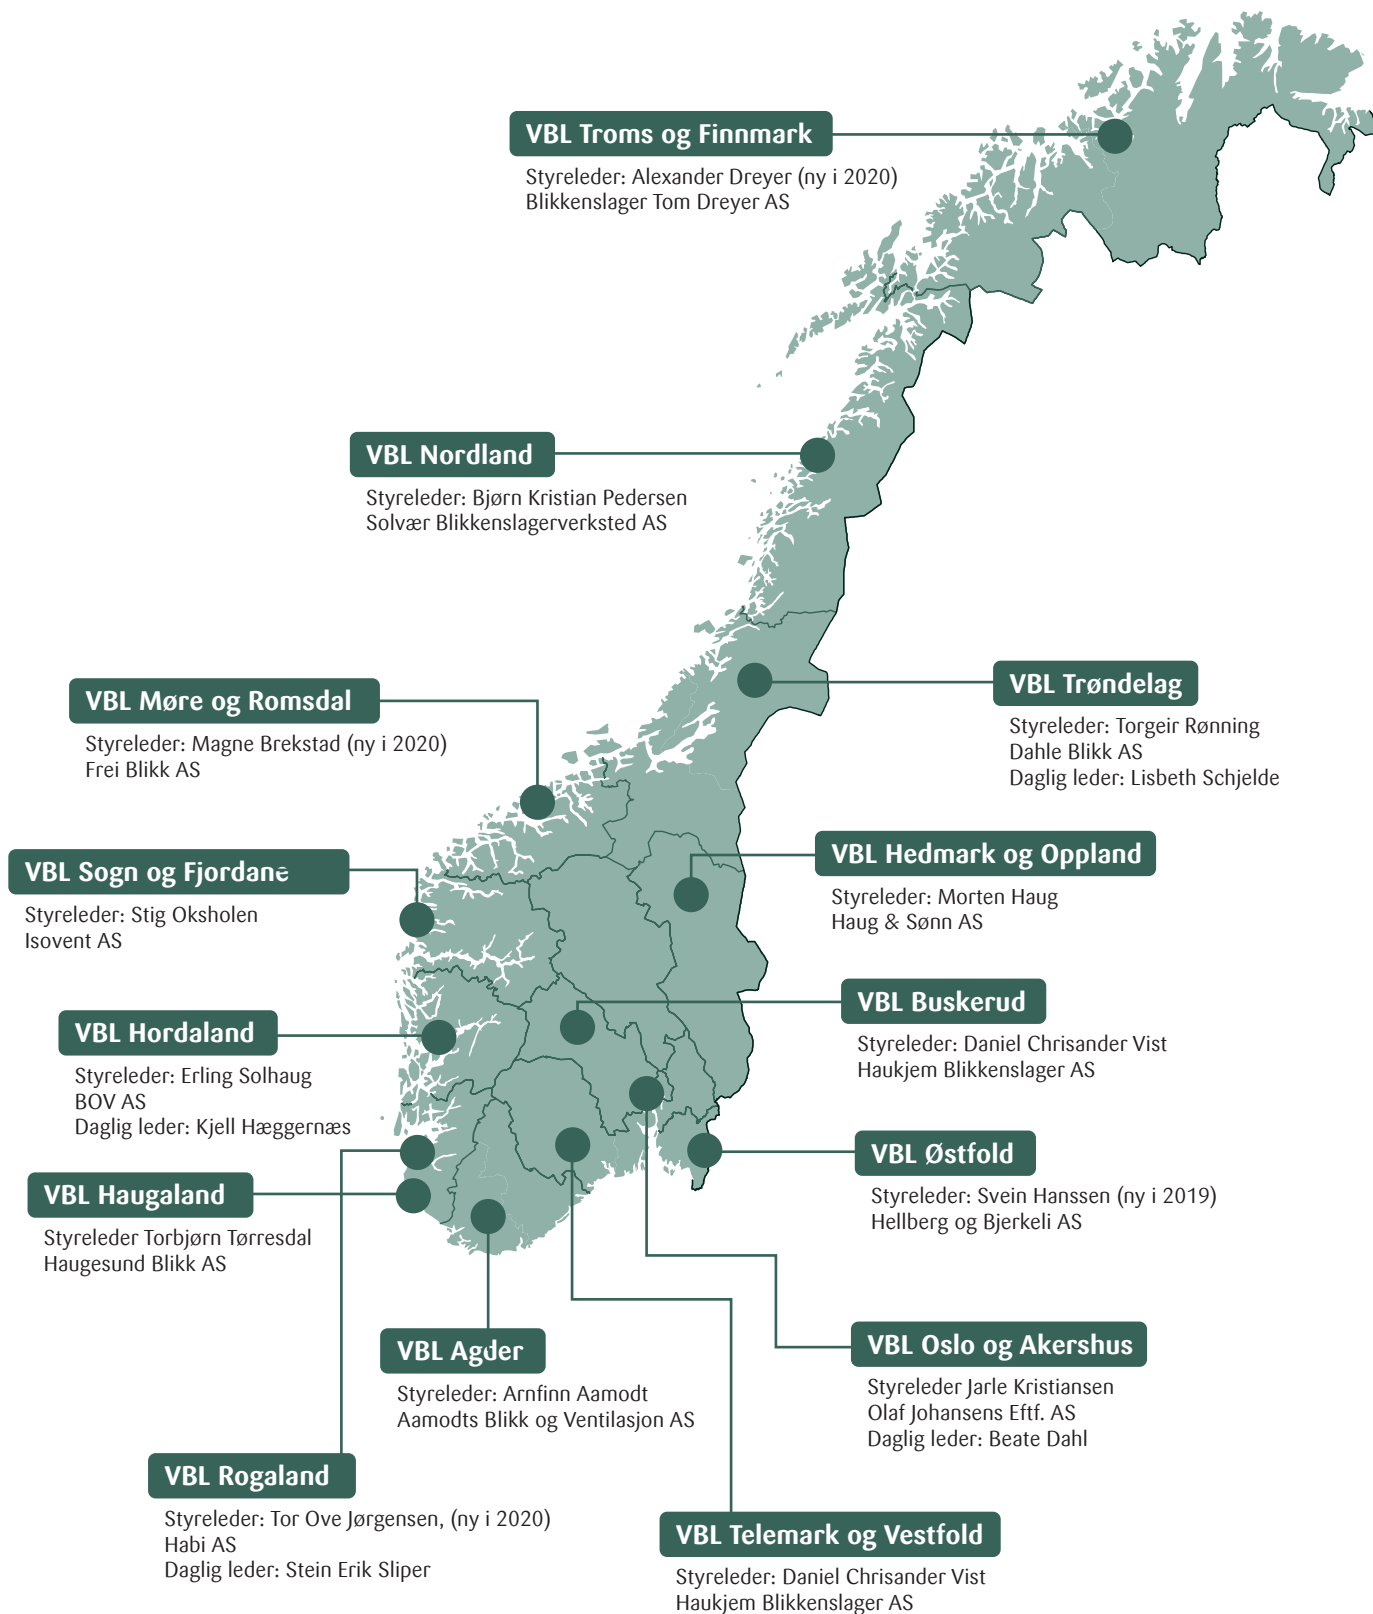 VBL Troms og Finnmark
Styreleder: Alexander Dreyer (ny i 2020)
Blikkenslager Tom Dreyer AS
VBL Nordland
Styreleder: Bjørn Kristian Pedersen
Solvær Blikkenslagerverksted AS
VBL Trøndelag
Styreleder: Torgeir Rønning
Dahle Blikk AS
Daglig leder: Lisbeth Schjelde
VBL Møre og Romsdal
Styreleder: Magne Brekstad (ny i 2020)
Frei Blikk AS
VBL Hedmark og Oppland
Styreleder: Morten Haug
Haug & Sønn AS
VBL Sogn og Fjordane
Styreleder: Stig Oksholen
Isovent AS
VBL Buskerud
Styreleder: Daniel Chrisander Vist
Haukjem Blikkenslager AS
VBL Hordaland
Styreleder: Erling Solhaug
BOV AS
Daglig leder: Kjell Hæggernæs
VBL Østfold
Styreleder: Svein Hanssen (ny i 2019)
Hellberg og Bjerkeli AS
VBL Haugaland
Styreleder Torbjørn Tørresdal
Haugesund Blikk AS
VBL Agder
Styreleder: Arnfinn Aamodt
Aamodts Blikk og Ventilasjon AS
VBL Oslo og Akershus
Styreleder Jarle Kristiansen
Olaf Johansens Eftf. AS
Daglig leder: Beate Dahl
VBL Rogaland
Styreleder: Tor Ove Jørgensen, (ny i 2020)
Habi AS
Daglig leder: Stein Erik Sliper
VBL Telemark og Vestfold
Styreleder: Daniel Chrisander Vist
Haukjem Blikkenslager AS